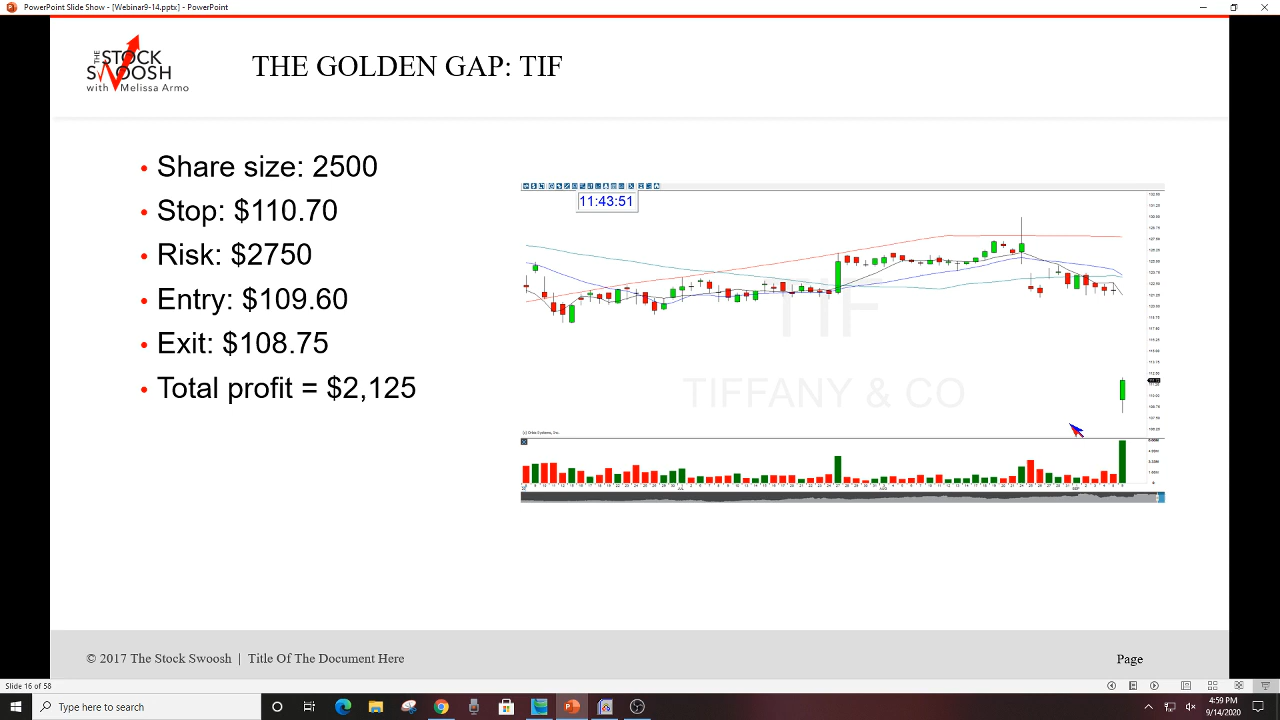 PowerPoint Slide Show - [Webinar9-14.pptx] - PowerPoint
THE
STOCK
SWOOSH
with Melissa Armo
THE GOLDEN GAP: TIF
• Share size: 2500
• Stop: $110.70
• Risk: $2750
• Entry: $109.60
• Exit: $108.75
• Total profit = $2,125
11:43:51
TIF
TIFFANY & CO
© 2017 The Stock Swoosh | Title Of The Document Here
Page
Slide 16 of 58
Type here to search
4:59 PM
9/14/2020